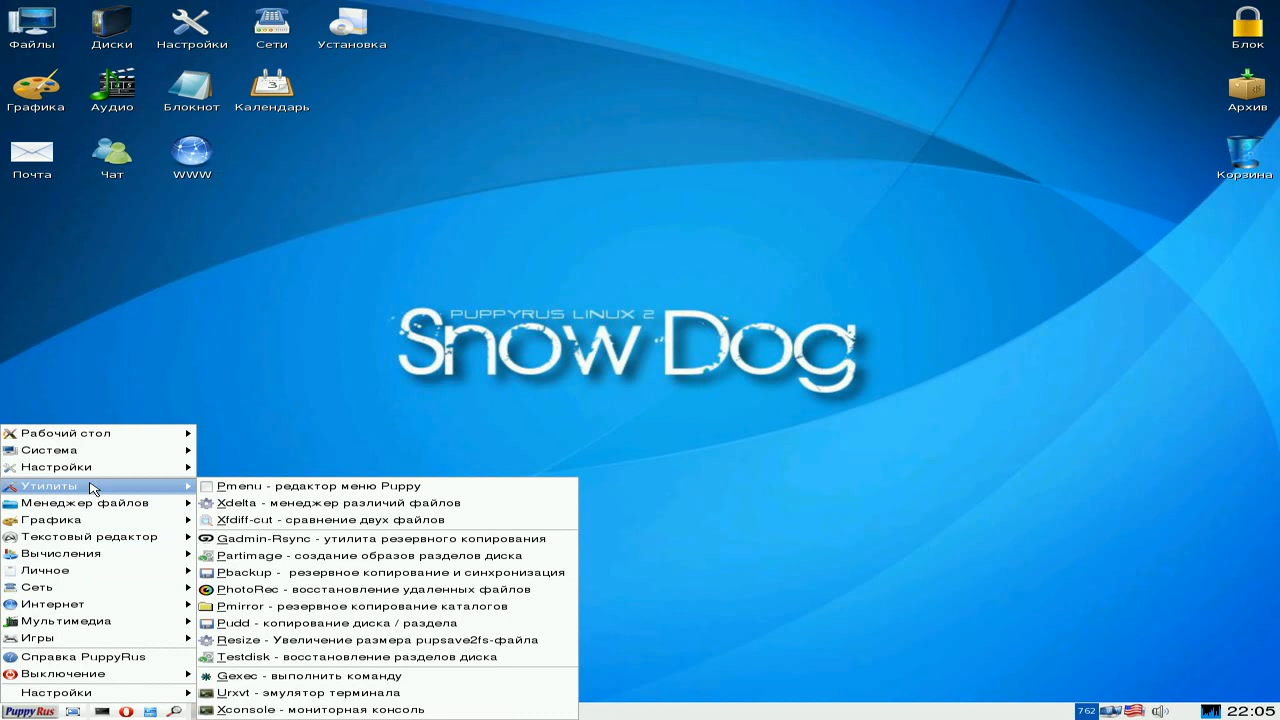 Файлы Диски Настройки Сети Установка Блок
Графика Аудио Блокнот 3 Календарь Архив
Почта Чат WWW Корзина
PUPPYRUS LINUX 2
Snow Dog
Рабочий стол
Система
Настройки
Утилиты
Менеджер файлов
Графика
Текстовый редактор
Вычисления
Личное
Сеть
Интернет
Мультимедиа
Игры
Справка PuppyRus
Выключение
Настройки
Pmenu - редактор меню Puppy
Xdelta - менеджер различий файлов
Xfdiff-cut - сравнение двух файлов
Gadmin-Rsync - утилита резервного копирования
Partimage - создание образов разделов диска
Pbackup - резервное копирование и синхронизация
PhotoRec - восстановление удаленных файлов
Pmirror - резервное копирование каталогов
Pudd - копирование диска / раздела
Resize - Увеличение размера pupsave2fs-файла
Testdisk - восстановление разделов диска
Gexec - выполнить команду
Urxvt - эмулятор терминала
Xconsole - мониторная консоль
PuppyRus 762 22:05